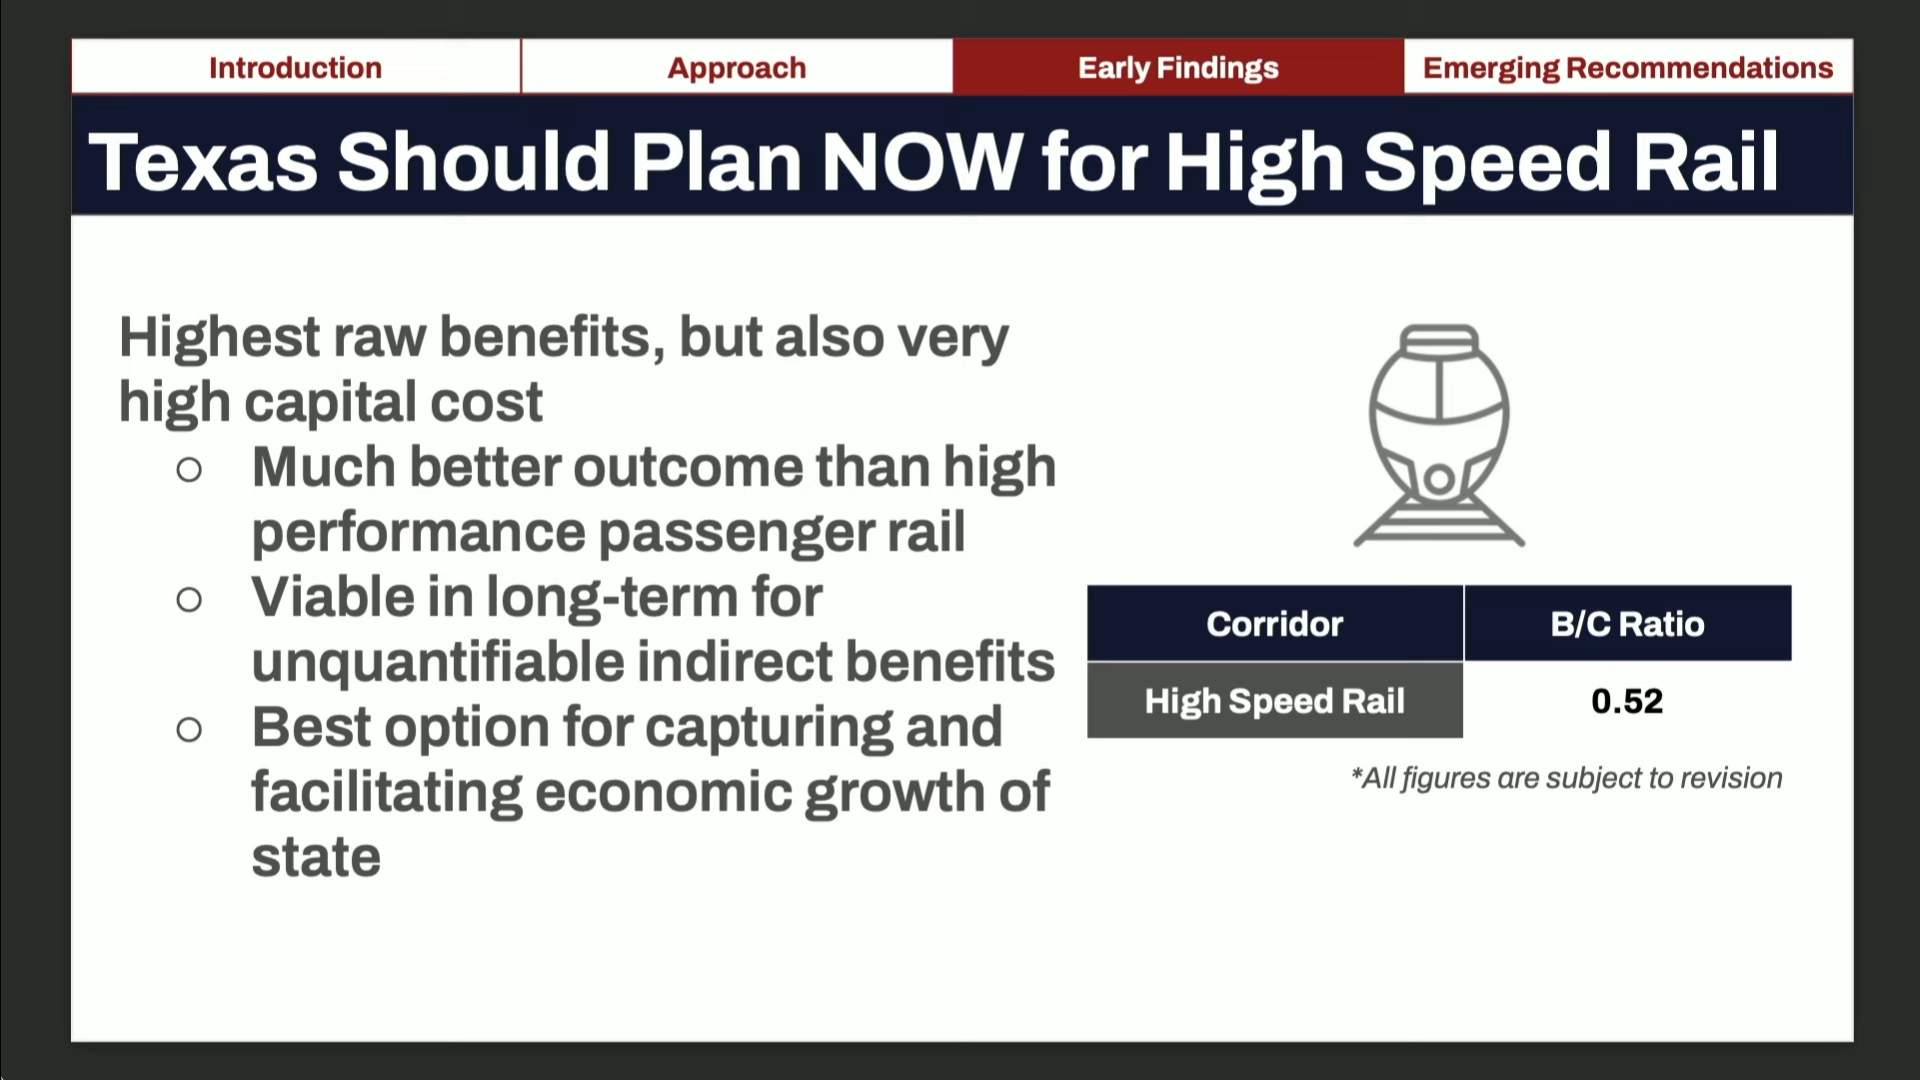 Introduction
Approach
Early Findings
Emerging Recommendations
Texas Should Plan NOW for High Speed Rail
Highest raw benefits, but also very
high capital cost
○ Much better outcome than high
performance passenger rail
○ Viable in long-term for
unquantifiable indirect benefits
○ Best option for capturing and
facilitating economic growth of
state
Corridor
B/C Ratio
High Speed Rail
0.52
*All figures are subject to revision